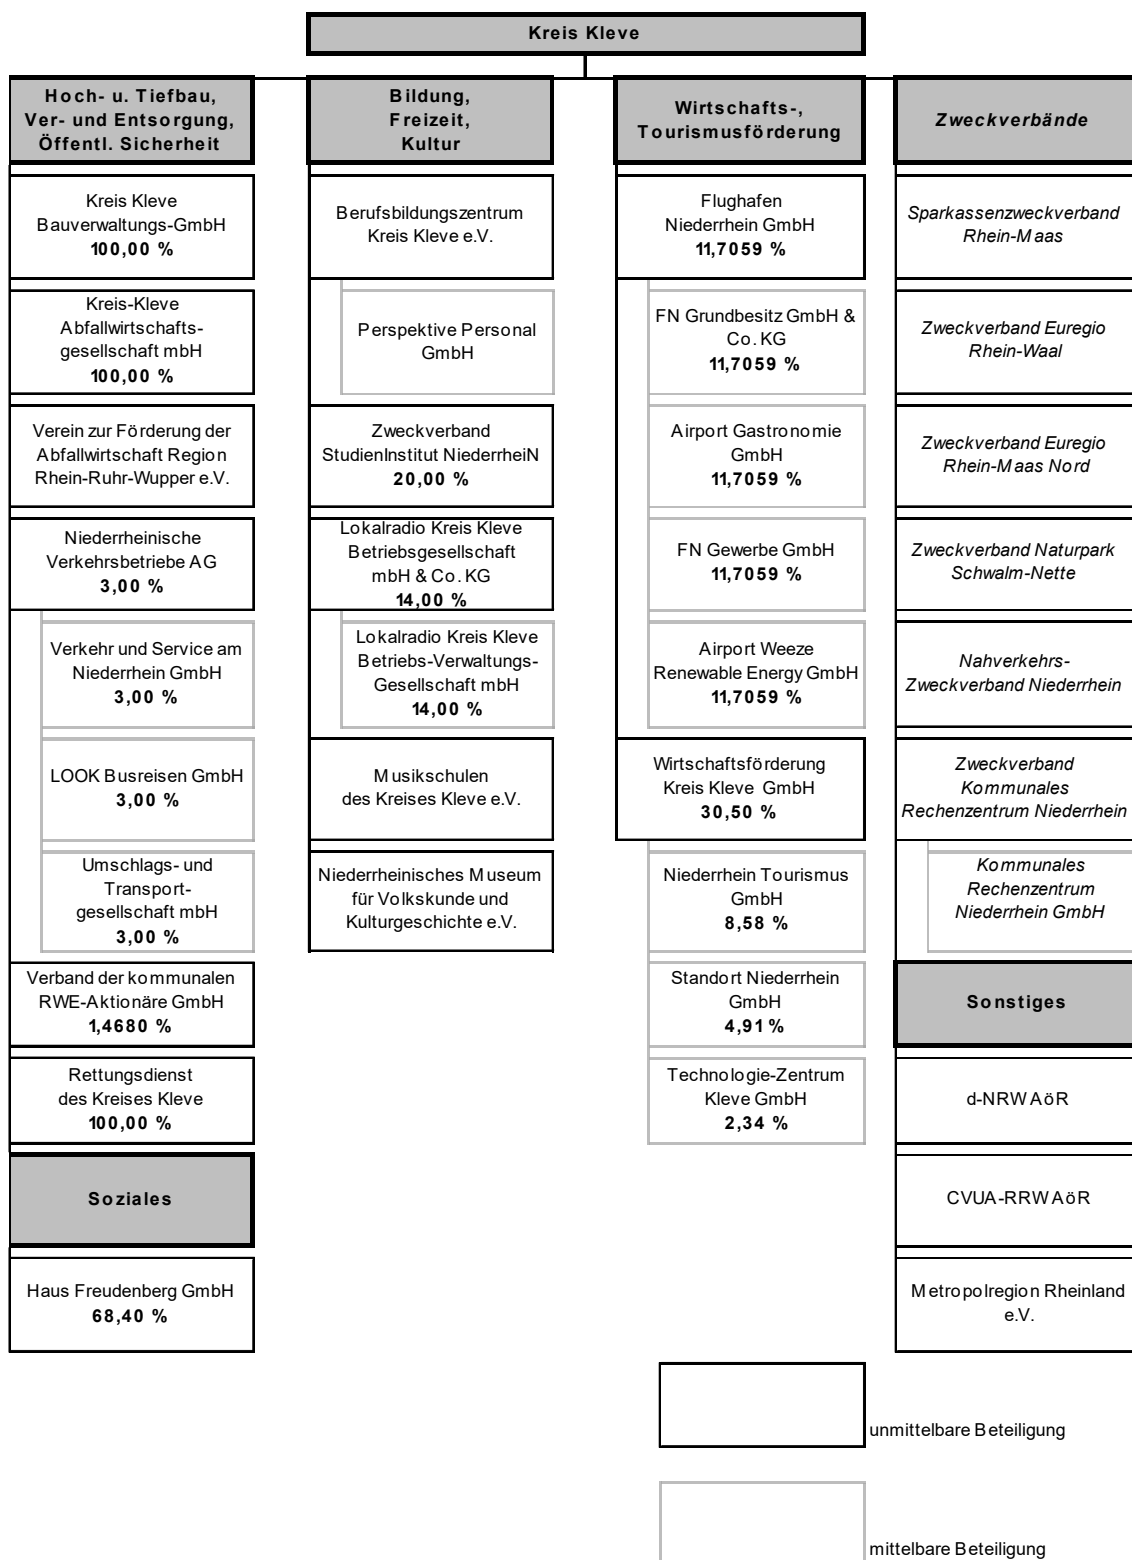 Kreis Kleve
Hoch- u. Tiefbau,
Ver- und Entsorgung,
Öffentl. Sicherheit
Kreis Kleve
Bauverwaltungs-GmbH
100,00 %
Kreis-Kleve
Abfallwirtschafts-
gesellschaft mbH
100,00 %
Verein zur Förderung der
Abfallwirtschaft Region
Rhein-Ruhr-Wupper e.V.
Niederrheinische
Verkehrsbetriebe AG
3,00 %
Verkehr und Service am
Niederrhein GmbH
3,00 %
LOOK Busreisen GmbH
3,00 %
Umschlags- und
Transport-
gesellschaft mbH
3,00 %
Verband der kommunalen
RWE-Aktionäre GmbH
1,4680 %
Rettungsdienst
des Kreises Kleve
100,00 %
Soziales
Haus Freudenberg GmbH
68,40 %
Bildung,
Freizeit,
Kultur
Berufsbildungszentrum
Kreis Kleve e.V.
Perspektive Personal
GmbH
Zweckverband
StudienInstitut NiederrheiN
20,00 %
Lokalradio Kreis Kleve
Betriebsgesellschaft
mbH & Co. KG
14,00 %
Lokalradio Kreis Kleve
Betriebs-Verwaltungs-
Gesellschaft mbH
14,00 %
Musikschulen
des Kreises Kleve e.V.
Niederrheinisches Museum
für Volkskunde und
Kulturgeschichte e.V.
Wirtschafts-,
Tourismusförderung
Flughafen
Niederrhein GmbH
11,7059 %
FN Grundbesitz GmbH &
Co. KG
11,7059 %
Airport Gastronomie
GmbH
11,7059 %
FN Gewerbe GmbH
11,7059 %
Airport Weeze
Renewable Energy GmbH
11,7059 %
Wirtschaftsförderung
Kreis Kleve GmbH
30,50 %
Niederrhein Tourismus
GmbH
8,58 %
Standort Niederrhein
GmbH
4,91 %
Technologie-Zentrum
Kleve GmbH
2,34 %
Zweckverbände
Sparkassenzweckverband
Rhein-Maas
Zweckverband Euregio
Rhein-Waal
Zweckverband Euregio
Rhein-Maas Nord
Zweckverband Naturpark
Schwalm-Nette
Nahverkehrs-
Zweckverband Niederrhein
Zweckverband
Kommunales
Rechenzentrum Niederrhein
Kommunales
Rechenzentrum
Niederrhein GmbH
Sonstiges
d-NRW AöR
CVUA-RRW AöR
Metropolregion Rheinland
e.V.
unmittelbare Beteiligung
mittelbare Beteiligung